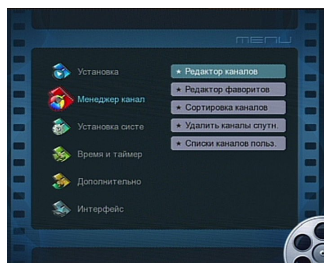 MENU
Установка
Менеджер канал
Установка систе
Время и таймер
Дополнительно
Интерфейс
★ Редактор каналов
★ Редактор фаворитов
★ Сортировка каналов
★ Удалить каналы спутн.
★ Списки каналов польз.